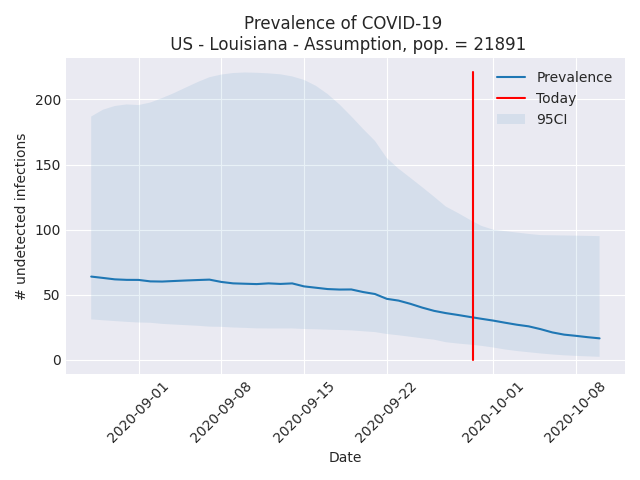 Prevalence of COVID-19
US - Louisiana - Assumption, pop. = 21891
Prevalence
Today
95CI
200
150
100
50
0
# undetected infections
2020-09-01
2020-09-08
2020-09-15
2020-09-22
2020-10-01
2020-10-08
Date